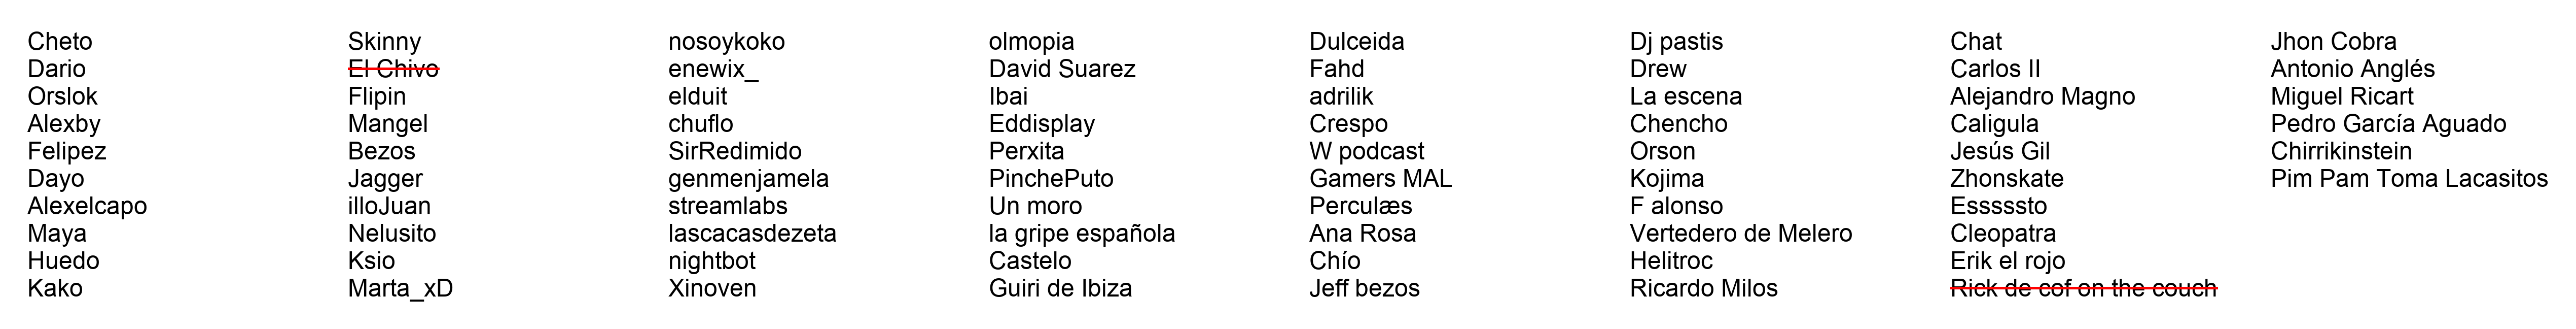 Cheto
Dario
Orslok
Alexby
Felipez
Dayo
Alexelcapo
Maya
Huedo
Kako
Skinny
El Chivo
Flipin
Mangel
Bezos
Jagger
illoJuan
Nelusito
Ksio
Marta_xD
nosoykoko
enewix_
elduit
chuflo
SirRedimido
genmenjamela
streamlabs
lascacasdezeta
nightbot
Xinoven
olmopia
David Suarez
Ibai
Eddisplay
Perxita
PinchePuto
Un moro
la gripe española
Castelo
Guiri de Ibiza
Dulceida
Fahd
adrilik
Crespo
W podcast
Gamers MAL
Perculæs
Ana Rosa
Chío
Jeff bezos
Dj pastis
Drew
La escena
Chencho
Orson
Kojima
F alonso
Vertedero de Melero
Helitroc
Ricardo Milos
Chat
Carlos II
Alejandro Magno
Caligula
Jesús Gil
Zhonskate
Esssssto
Cleopatra
Erik el rojo
Rick de cof on the couch
Jhon Cobra
Antonio Anglés
Miguel Ricart
Pedro García Aguado
Chirrikinstein
Pim Pam Toma Lacasitos